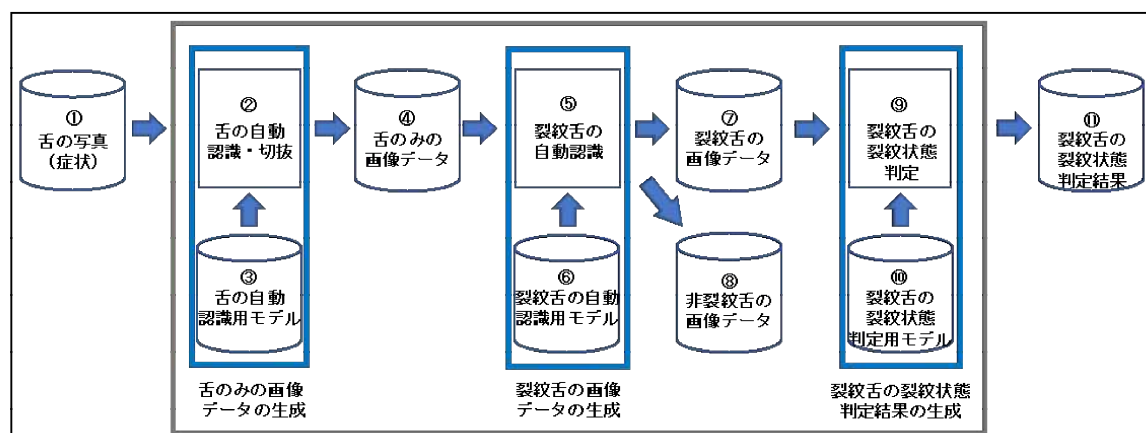 ①
舌の写真
(症状)
②
舌の自動
認識・切抜
③
舌の自動
認識用モデル
舌のみの画像
データの生成
④
舌のみの
画像データ
⑤
裂紋舌の
自動認識
⑥
裂紋舌の自動
認識用モデル
裂紋舌の画像
データの生成
⑦
裂紋舌の
画像データ
⑧
非裂紋舌の
画像データ
⑨
裂紋舌の
裂紋状態
判定
⑩
裂紋舌の
裂紋状態
判定用モデル
裂紋舌の裂紋状態
判定結果の生成
⑪
裂紋舌の
裂紋状態
判定結果